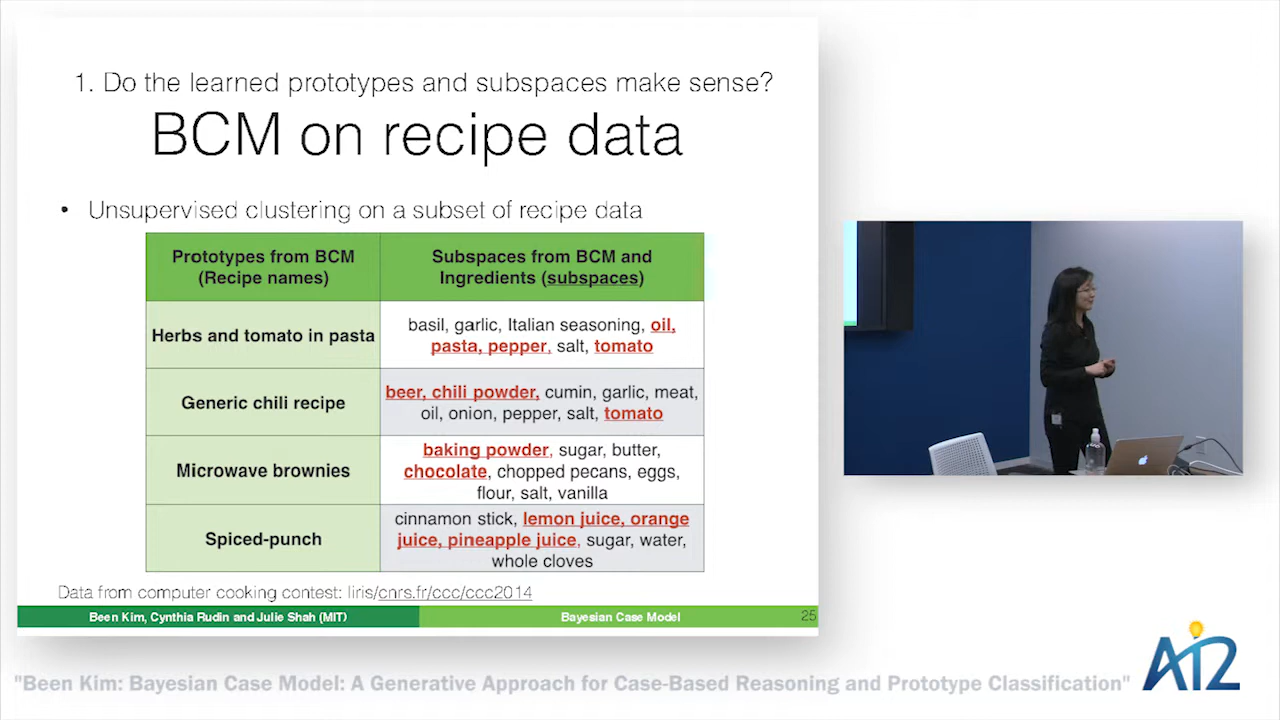 1. Do the learned prototypes and subspaces make sense?
BCM on recipe data
• Unsupervised clustering on a subset of recipe data
Prototypes from BCM
(Recipe names)
Subspaces from BCM and
Ingredients (subspaces)
Herbs and tomato in pasta
basil, garlic, Italian seasoning, oil,
pasta, pepper, salt, tomato
Generic chili recipe
beer, chili powder, cumin, garlic, meat,
oil, onion, pepper, salt, tomato
Microwave brownies
baking powder, sugar, butter,
chocolate, chopped pecans, eggs,
flour, salt, vanilla
Spiced-punch
cinnamon stick, lemon juice, orange
juice, pineapple juice, sugar, water,
whole cloves
Data from computer cooking contest: liris/cnrs.fr/ccc/ccc2014
Been Kim, Cynthia Rudin and Julie Shah (MIT)
Bayesian Case Model
25
"Been Kim: Bayesian Case Model: A Generative Approach for Case-Based Reasoning and Prototype Classification"
AI2